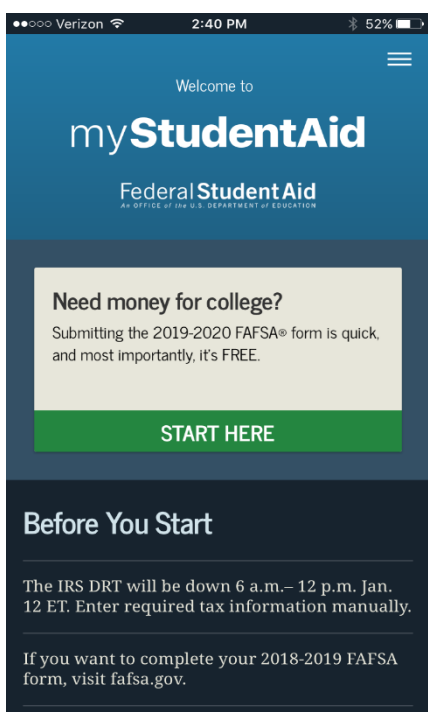 Verizon 2:40 PM 52%
Welcome to
myStudentAid
Federal Student Aid
An OFFICE of the U.S. DEPARTMENT of EDUCATION
Need money for college?
Submitting the 2019-2020 FAFSA® form is quick,
and most importantly, it's FREE.
START HERE
Before You Start
The IRS DRT will be down 6 a.m.– 12 p.m. Jan.
12 ET. Enter required tax information manually.
If you want to complete your 2018-2019 FAFSA
form, visit fafsa.gov.